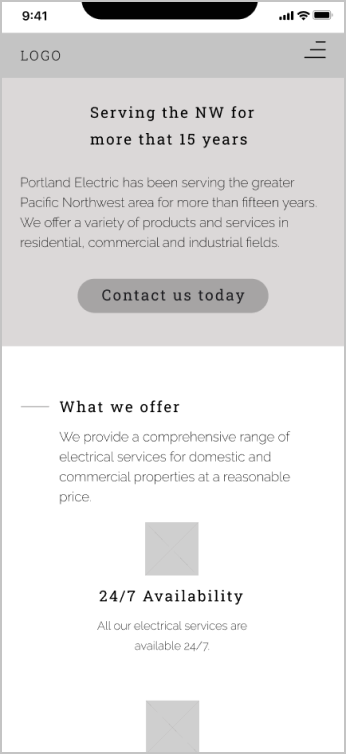 9:41
LOGO
Serving the NW for
more that 15 years
Portland Electric has been serving the greater
Pacific Northwest area for more than fifteen years.
We offer a variety of products and services in
residential, commercial and industrial fields.
Contact us today
What we offer
We provide a comprehensive range of
electrical services for domestic and
commercial properties at a reasonable
price.
24/7 Availability
All our electrical services are
available 24/7.